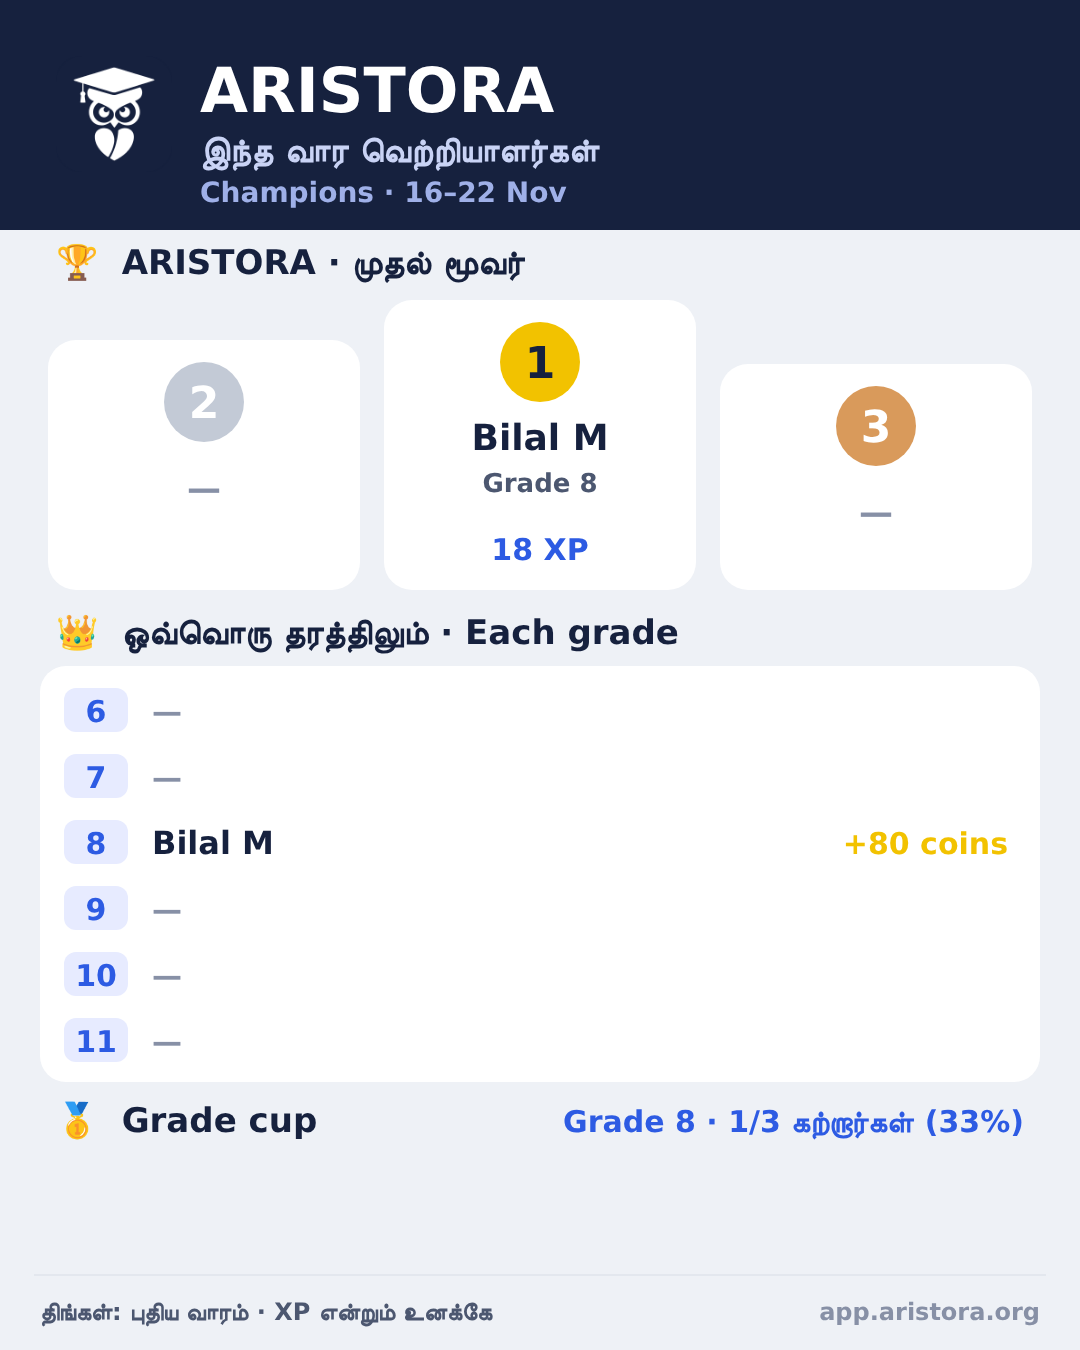 ARISTORA
இந்த வார வெற்றியாளர்கள்
Champions · 16–22 Nov
🏆 ARISTORA · முதல் மூவர்
1
Bilal M
Grade 8
18 XP
2
—
3
—
👑 ஒவ்வொரு தரத்திலும் · Each grade
6 —
7 —
8 Bilal M +80 coins
9 —
10 —
11 —
🥇 Grade cup Grade 8 · 1/3 கற்றார்கள் (33%)
திங்கள்: புதிய வாரம் · XP என்றும் உனக்கே app.aristora.org